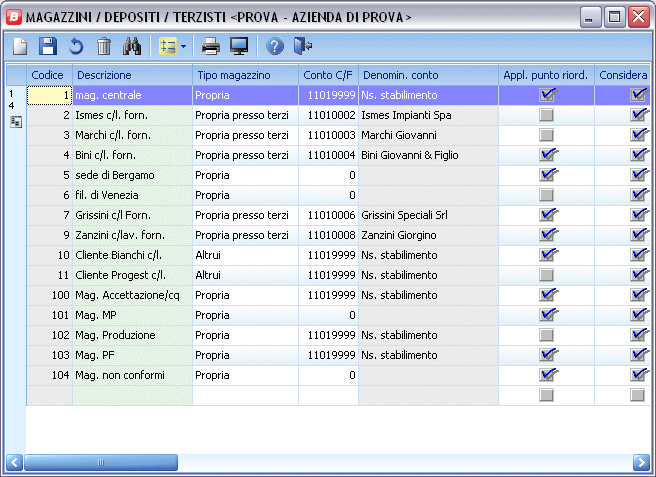 B MAGAZZINI / DEPOSITI / TERZISTI <PROVA - AZIENDA DI PROVA>
Codice Descrizione Tipo magazzino Conto C/F Denomin. conto Appl. punto riord. Considera
1 4
1 mag. centrale Propria 11019999 Ns. stabilimento
2 Ismes c/l. forn. Propria presso terzi 11010002 Ismes Impianti Spa
3 Marchi c/l. forn. Propria presso terzi 11010003 Marchi Giovanni
4 Bini c/l. forn. Propria presso terzi 11010004 Bini Giovanni & Figlio
5 sede di Bergamo Propria 0
6 fil. di Venezia Propria 0
7 Grissini c/l Forn. Propria presso terzi 11010006 Grissini Speciali Srl
9 Zanzini c/lav. forn. Propria presso terzi 11010008 Zanzini Giorgino
10 Cliente Bianchi c/l. Altrui 11019999 Ns. stabilimento
11 Cliente Progest c/l. Altrui 11019999 Ns. stabilimento
100 Mag. Accettazione/cq Propria 11019999 Ns. stabilimento
101 Mag. MP Propria 0
102 Mag. Produzione Propria 11019999 Ns. stabilimento
103 Mag. PF Propria 11019999 Ns. stabilimento
104 Mag. non conformi Propria 0